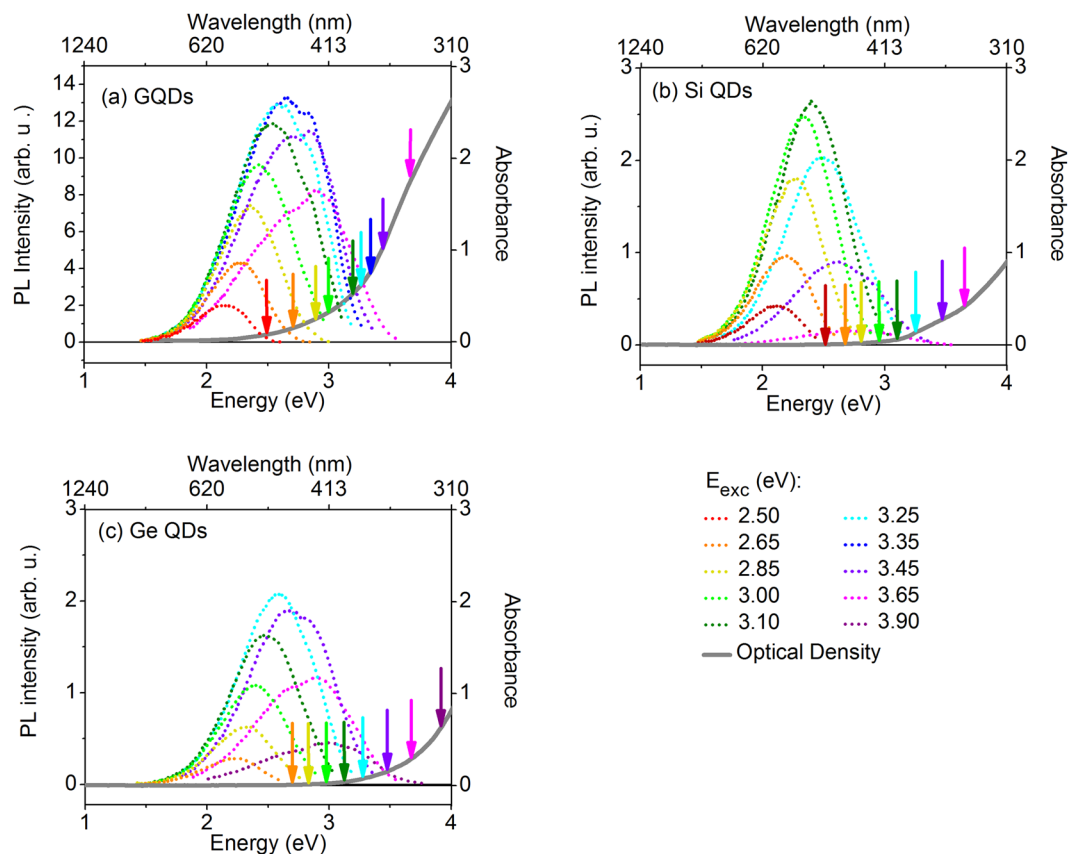 Wavelength (nm)
1240 620 413 310
(a) GQDs
PL Intensity (arb. u.)
14
12
10
8
6
4
2
0
3
2
1
0
Absorbance
1 2 3 4
Energy (eV)
Wavelength (nm)
1240 620 413 310
(b) Si QDs
PL intensity (arb. u.)
3
2
1
0
3
2
1
0
Absorbance
1 2 3 4
Energy (eV)
Wavelength (nm)
1240 620 413 310
(c) Ge QDs
PL intensity (arb. u.)
3
2
1
0
3
2
1
0
Absorbance
1 2 3 4
Energy (eV)
Eexc (eV):
2.50 3.25
2.65 3.35
2.85 3.45
3.00 3.65
3.10 3.90
Optical Density